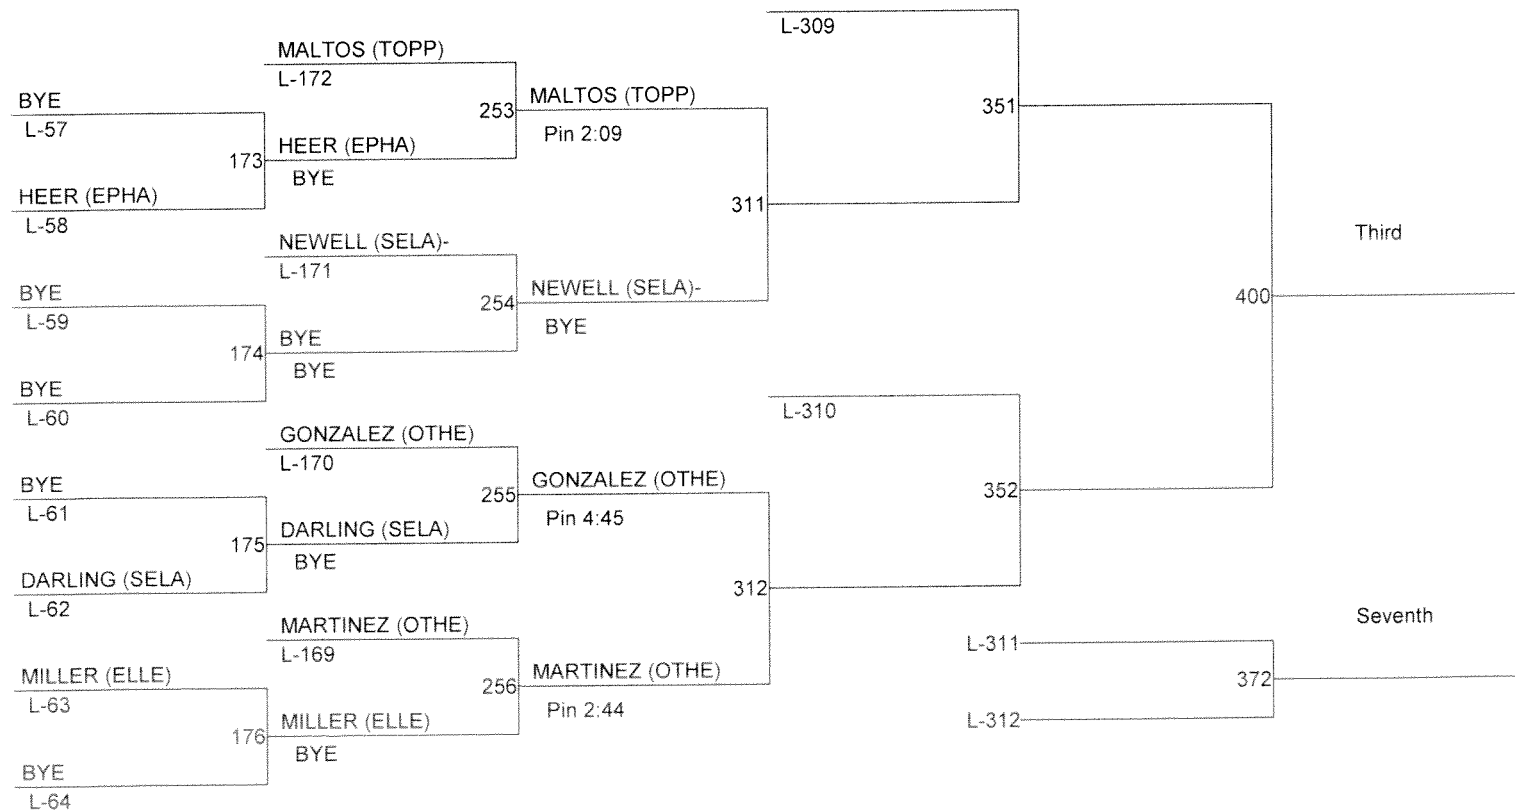 BYE
L-57
HEER (EPHA)
L-58
BYE
L-59
BYE
L-60
BYE
L-61
DARLING (SELA)
L-62
MILLER (ELLE)
L-63
BYE
L-64
173
174
175
176
MALTOS (TOPP)
L-172
HEER (EPHA)
BYE
NEWELL (SELA)-
L-171
BYE
BYE
GONZALEZ (OTHE)
L-170
DARLING (SELA)
BYE
MARTINEZ (OTHE)
L-169
MILLER (ELLE)
BYE
253
254
255
256
MALTOS (TOPP)
Pin 2:09
NEWELL (SELA)-
BYE
GONZALEZ (OTHE)
Pin 4:45
MARTINEZ (OTHE)
Pin 2:44
311
312
L-309
L-310
351
352
L-311
L-312
400
372
Third
Seventh